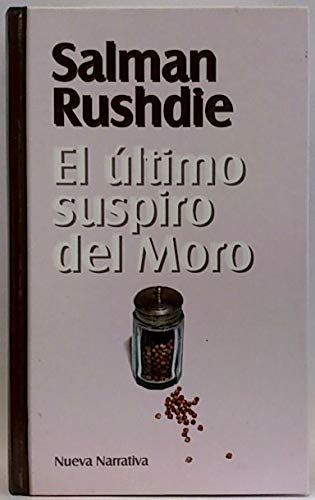 Salman
Rushdie
El último
suspiro
del Moro
Nueva Narrativa